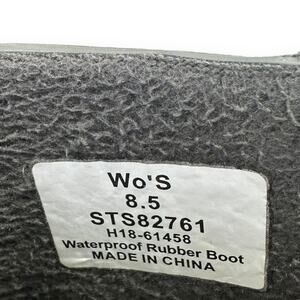 Wo'S
8.5
STS82761
H18-61458
Waterproof Rubber Boot
MADE IN CHINA